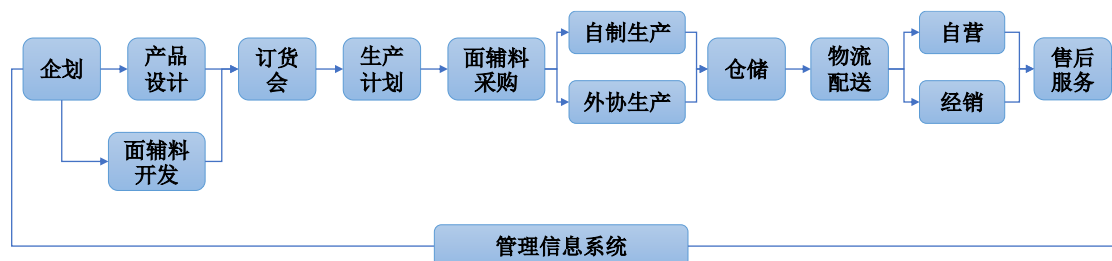 企划
产品
设计
面辅料
开发
订货
会
生产
计划
面辅料
采购
自制生产
外协生产
仓储
物流
配送
自营
经销
售后
服务
管理信息系统